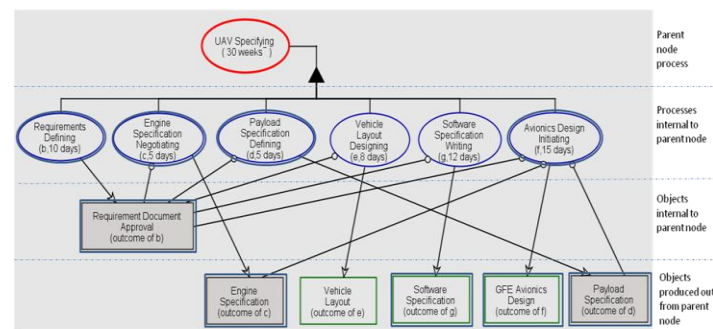 UAV Specifying
( 30 weeks )
Parent
node
process
Requirements
Defining
(b,10 days)
Engine
Specification
Negotiating
(c,5 days)
Payload
Specification
Defining
(d,5 days)
Vehicle
Layout
Designing
(e,8 days)
Software
Specification
Writing
(g,12 days)
Avionics Design
Initiating
(f,15 days)
Processes
internal to
parent node
Requirement Document
Approval
(outcome of b)
Objects
internal to
parent node
Engine
Specification
(outcome of c)
Vehicle
Layout
(outcome of e)
Software
Specification
(outcome of g)
GFE Avionics
Design
(outcome of f)
Payload
Specification
(outcome of d)
Objects
produced out
from parent
node